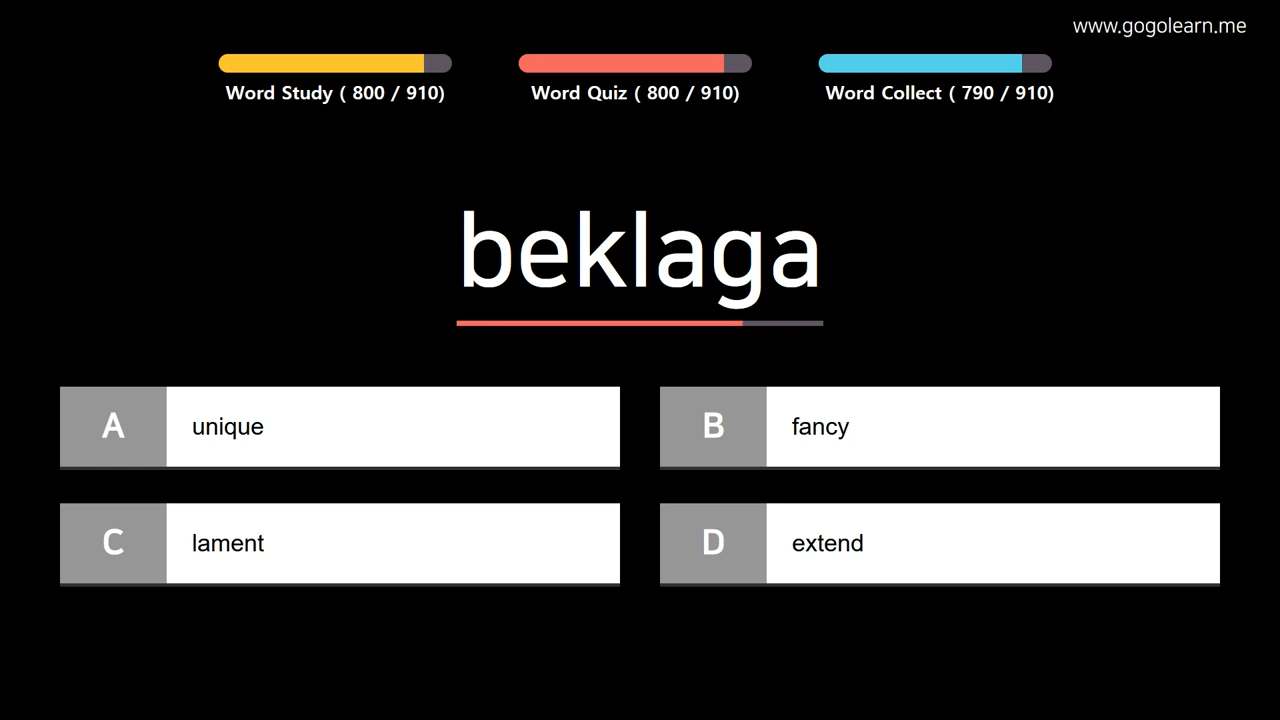 www.gogolearn.me
Word Study ( 800 / 910)
Word Quiz ( 800 / 910)
Word Collect ( 790 / 910)
beklaga
A unique
B fancy
C lament
D extend